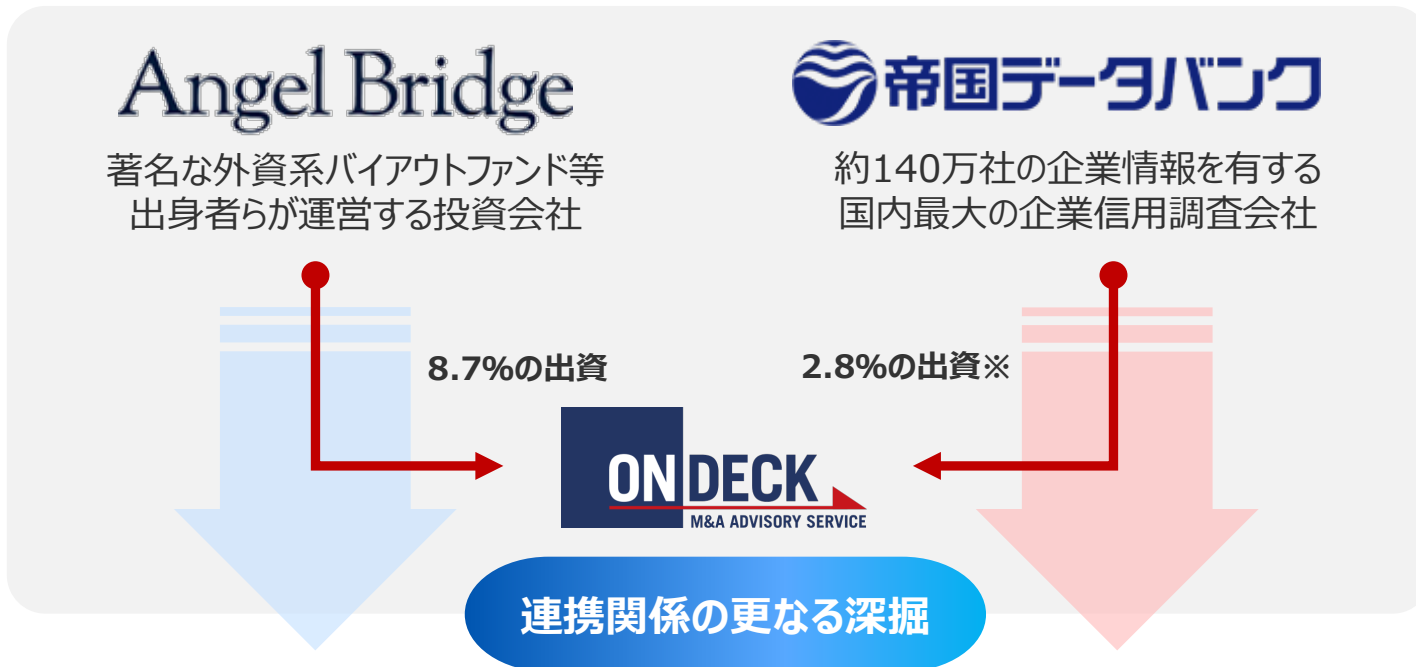 Angel Bridge
著名な外資系バイアウトファンド等
出身者らが運営する投資会社
帝国データバンク
約140万社の企業情報を有する
国内最大の企業信用調査会社
8.7%の出資
2.8%の出資※
ON DECK
M&A ADVISORY SERVICE
連携関係の更なる深掘